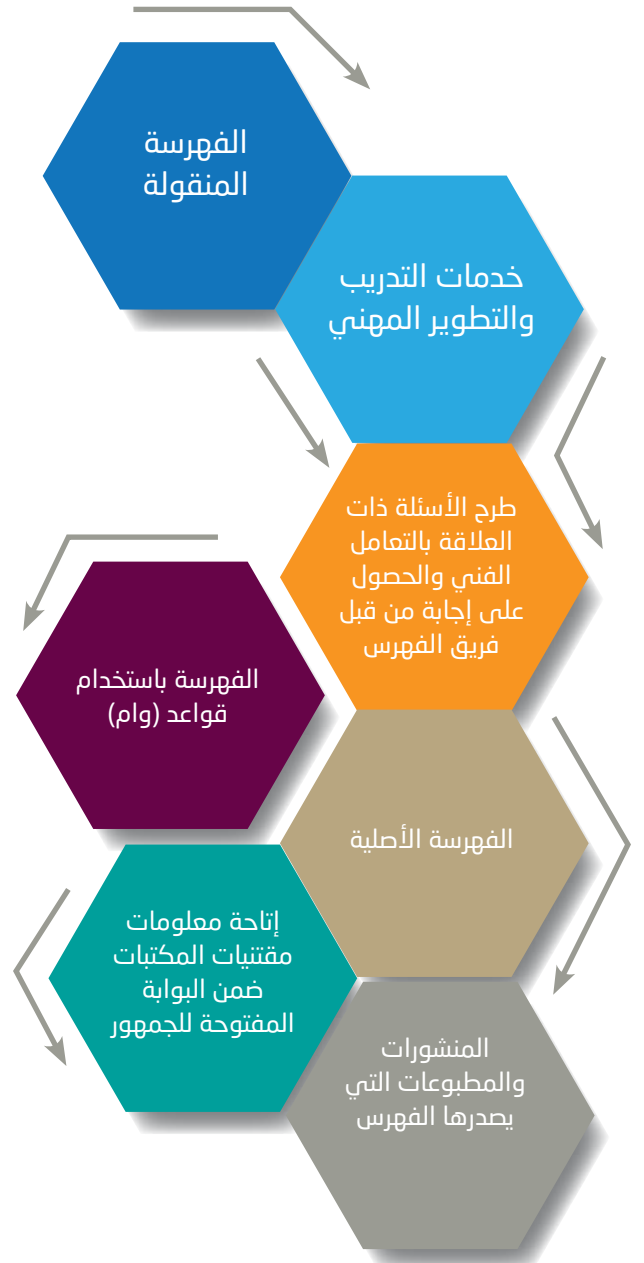 الفهرسة
المنقولة
خدمات التدريب
والتطوير المهني
طرح الأسئلة ذات
العلاقة بالتعامل
الفني والحصول
على إجابة من قبل
فريق الفهرس
الفهرسة باستخدام
قواعد (وام)
الفهرسة الأصلية
إتاحة معلومات
مقتنيات المكتبات
ضمن البوابة
المفتوحة للجمهور
المنشورات
والمطبوعات التي
يصدرها الفهرس